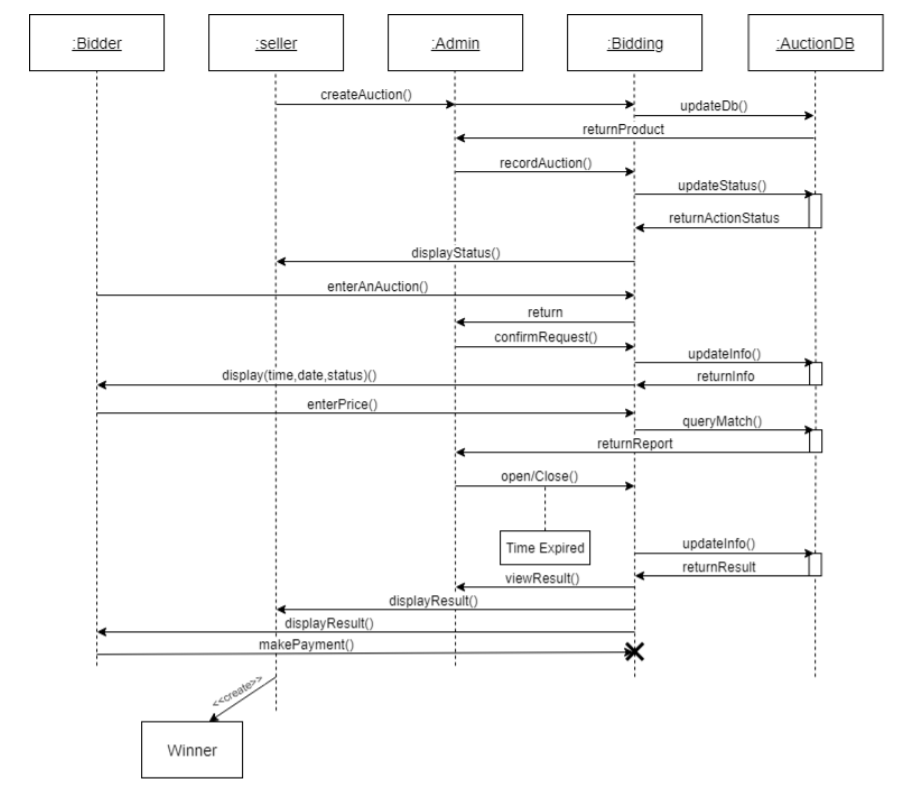 :Bidder
:seller
:Admin
:Bidding
:AuctionDB
createAuction()
updateDb()
returnProduct
recordAuction()
updateStatus()
returnActionStatus
displayStatus()
enterAnAuction()
return
confirmRequest()
updateInfo()
display(time,date,status)()
returnInfo
enterPrice()
queryMatch()
returnReport
open/Close()
Time Expired
updateInfo()
returnResult
viewResult()
displayResult()
displayResult()
makePayment()
<<create>>
Winner